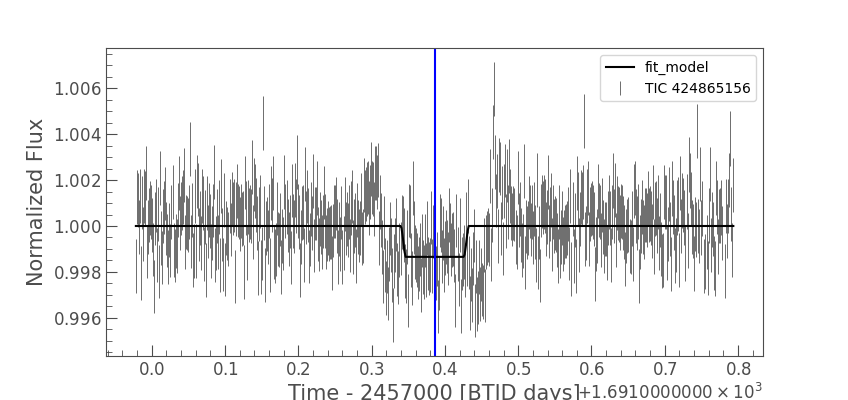 fit_model
TIC 424865156
Normalized Flux
1.006
1.004
1.002
1.000
0.998
0.996
0.0 0.1 0.2 0.3 0.4 0.5 0.6 0.7 0.8
Time - 2457000 [BTJD days]
+1.6910000000 × 10³